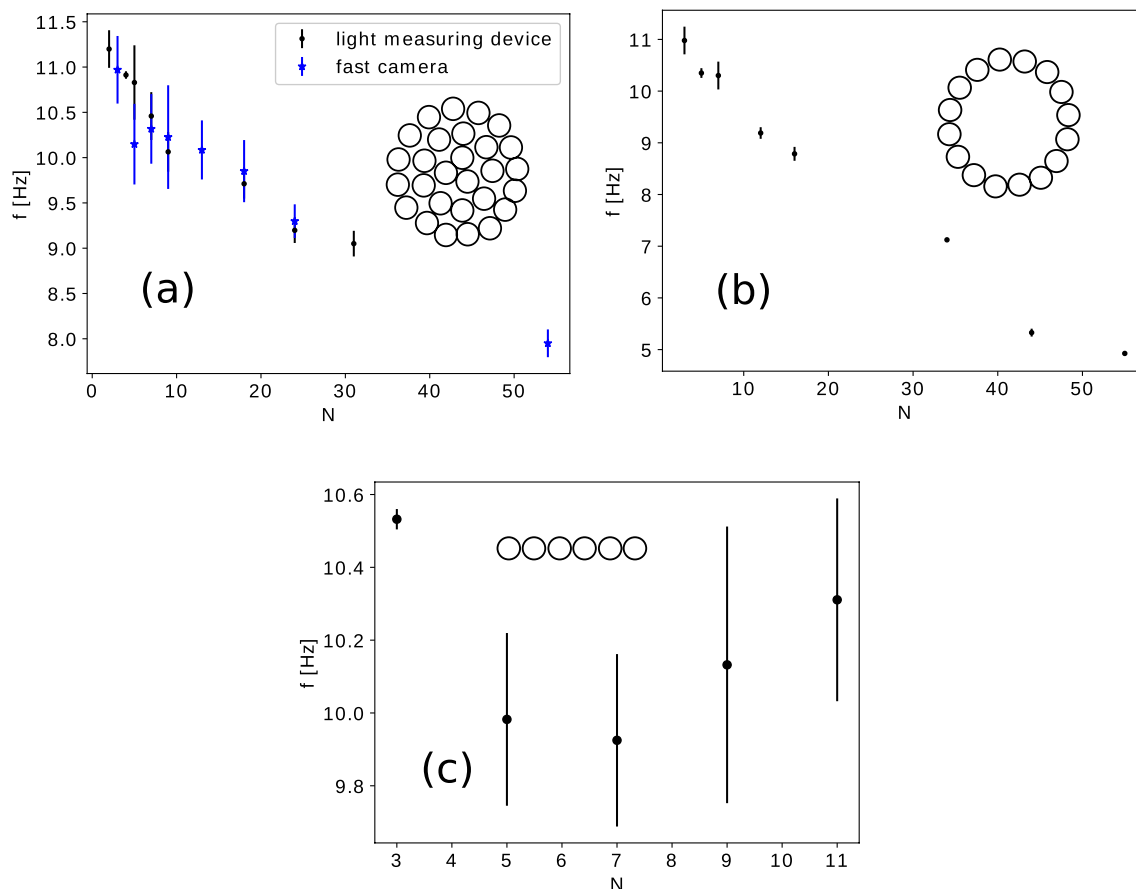 11.5
11.0
10.5
10.0
9.5
9.0
8.5
8.0
f [Hz]
light measuring device
fast camera
(a)
0 10 20 30 40 50
N
11
10
9
8
7
6
5
f [Hz]
(b)
10 20 30 40 50
N
10.6
10.4
10.2
10.0
9.8
f [Hz]
(c)
3 4 5 6 7 8 9 10 11
N